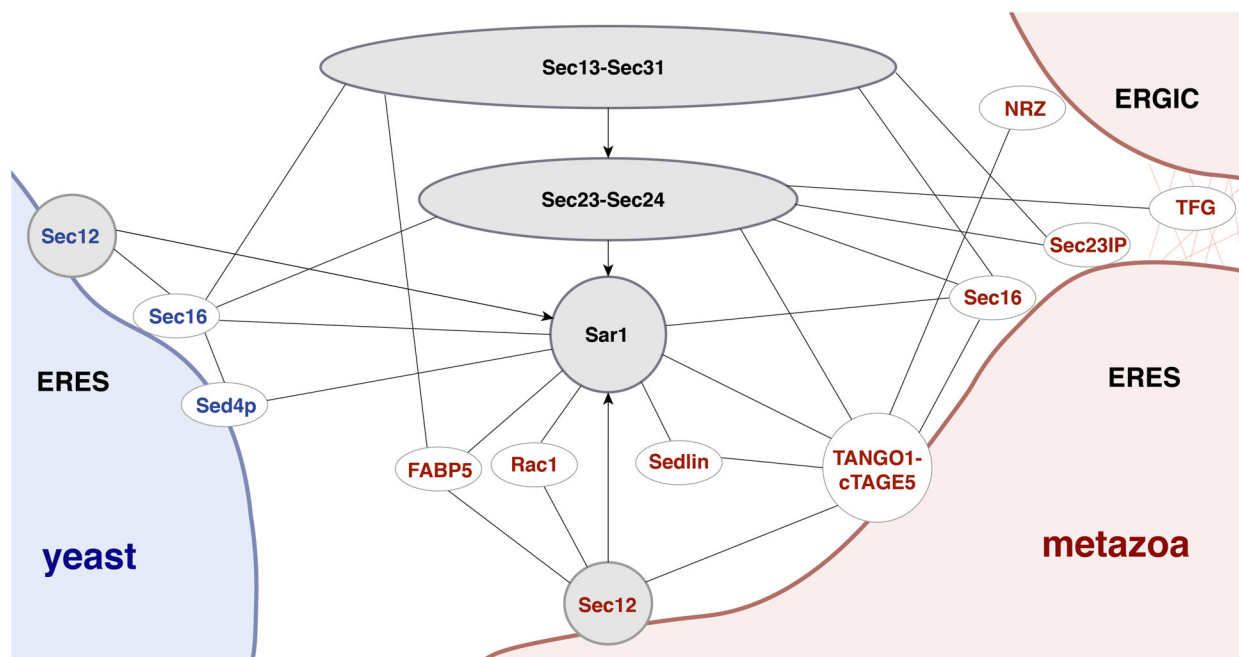 Sec13-Sec31
ERGIC
NRZ
Sec23-Sec24
TFG
Sec12
Sec23IP
Sec16
Sec16
Sar1
ERES
ERES
Sed4p
FABP5
Rac1
Sedlin
TANGO1-
cTAGE5
yeast
metazoa
Sec12